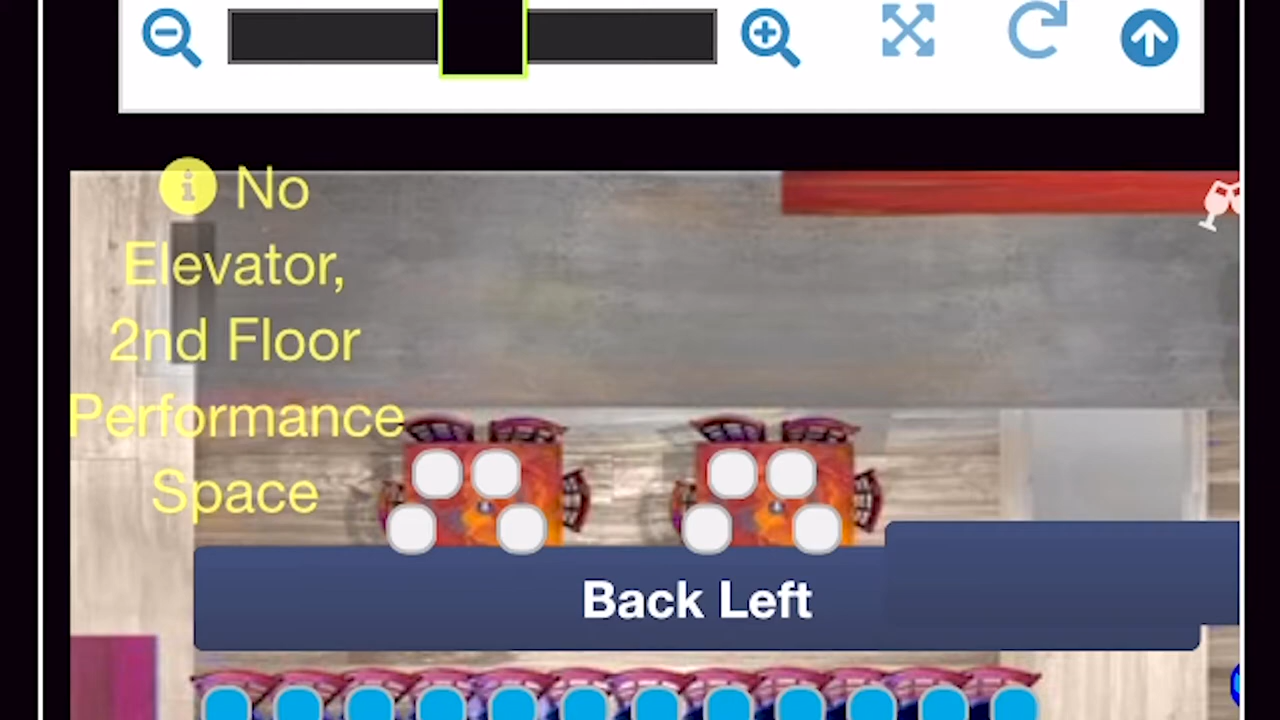 No
Elevator,
2nd Floor
Performance
Space
Back Left